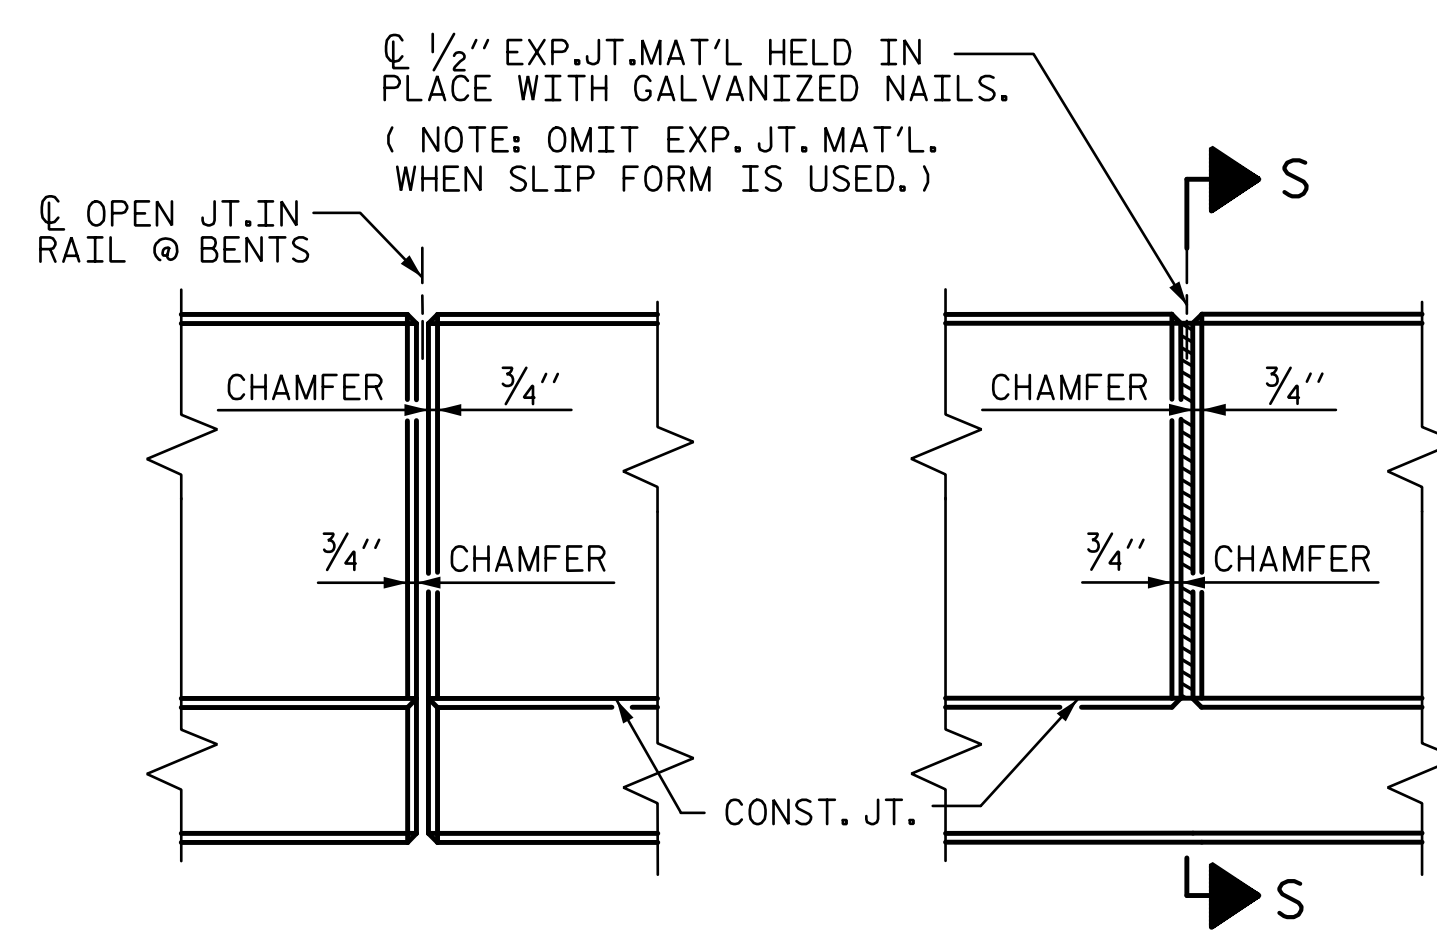 ℄ 1/2" EXP.JT.MAT'L HELD IN
PLACE WITH GALVANIZED NAILS.
( NOTE: OMIT EXP. JT. MAT'L.
WHEN SLIP FORM IS USED. )
S
℄ OPEN JT.IN
RAIL @ BENTS
CHAMFER 3/4"
CHAMFER 3/4"
3/4" CHAMFER
3/4" CHAMFER
CONST. JT.
S